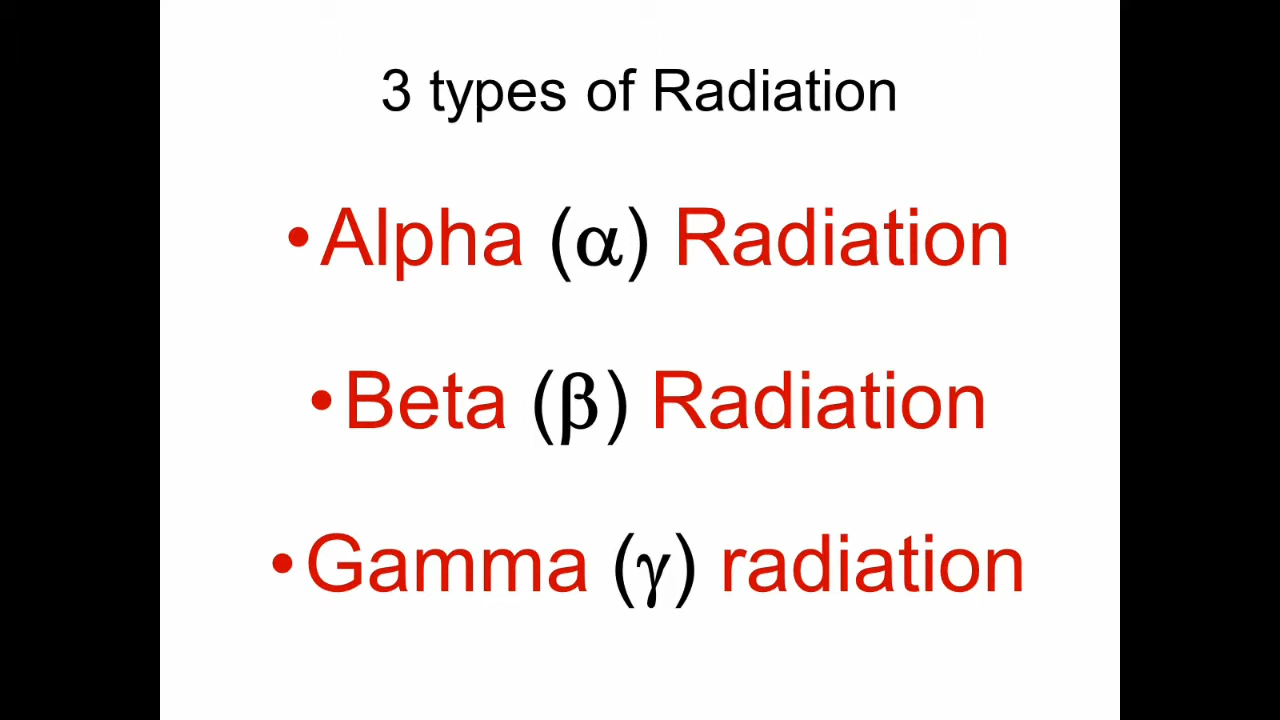 3 types of Radiation
•Alpha (α) Radiation
•Beta (β) Radiation
•Gamma (γ) radiation